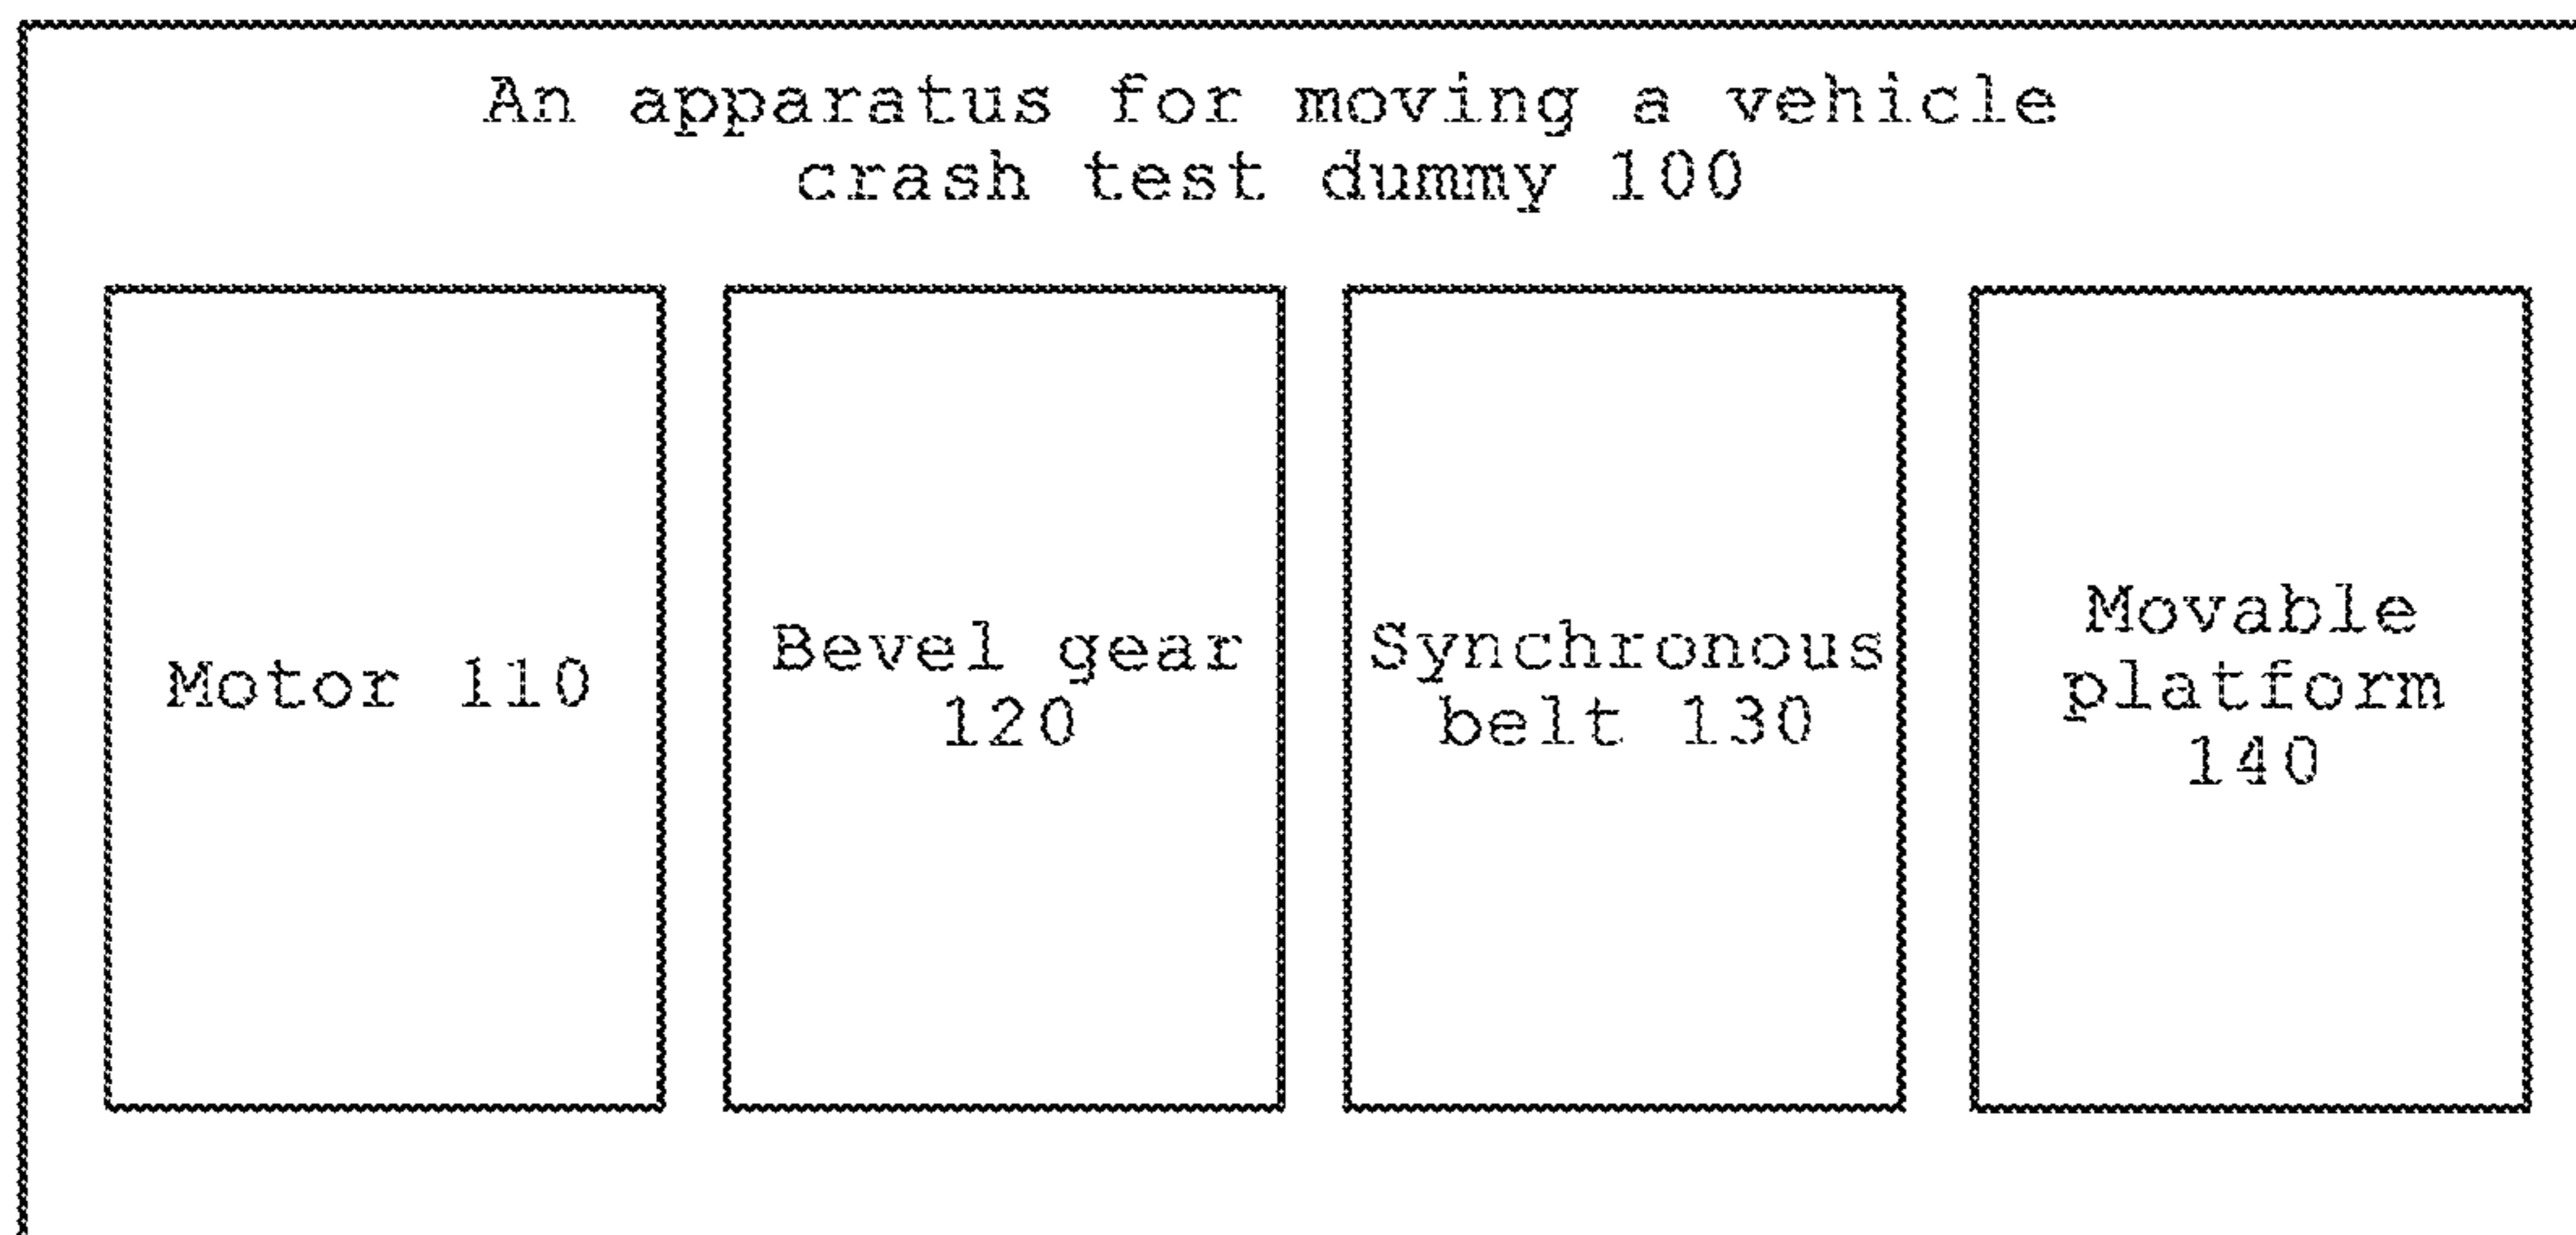 An apparatus for moving a vehicle
crash test dummy 100
Motor 110
Bevel gear
120
Synchronous
belt 130
Movable
platform
140